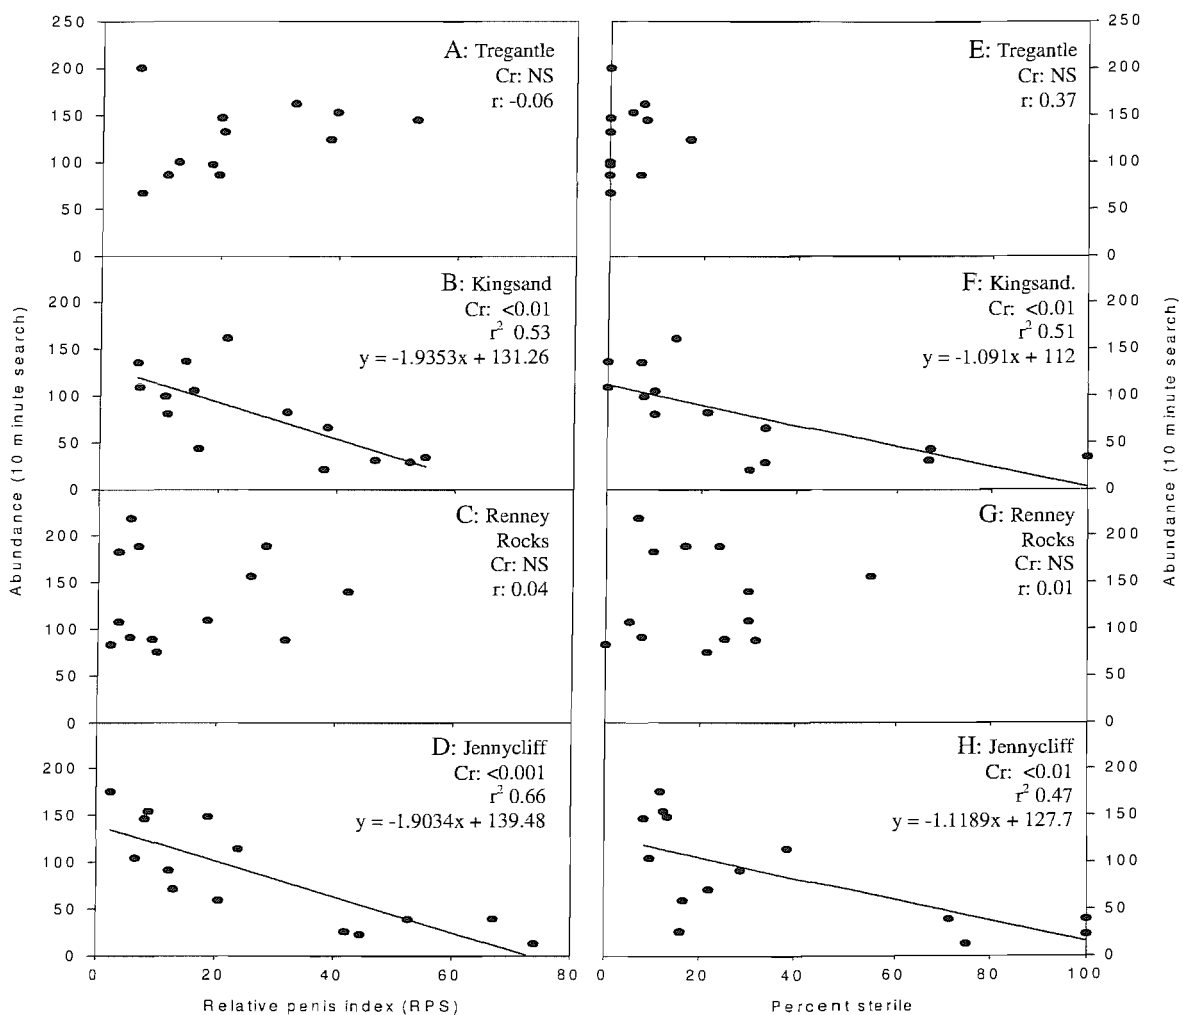 250
200
150
100
50
0
A: Tregantle
Cr: NS
r: -0.06
E: Tregantle
Cr: NS
r: 0.37
250
200
150
100
50
0
200
150
100
50
0
B: Kingsand
Cr: <0.01
r² 0.53
y = -1.9353x + 131.26
F: Kingsand.
Cr: <0.01
r² 0.51
y = -1.091x + 112
200
150
100
50
0
Abundance (10 minute search)
Abundance (10 minute search)
200
150
100
50
0
C: Renney
Rocks
Cr: NS
r: 0.04
G: Renney
Rocks
Cr: NS
r: 0.01
200
150
100
50
0
200
150
100
50
0
D: Jennycliff
Cr: <0.001
r² 0.66
y = -1.9034x + 139.48
H: Jennycliff
Cr: <0.01
r² 0.47
y = -1.1189x + 127.7
200
150
100
50
0
0 20 40 60 80
0 20 40 60 80 100
Relative penis index (RPS)
Percent sterile